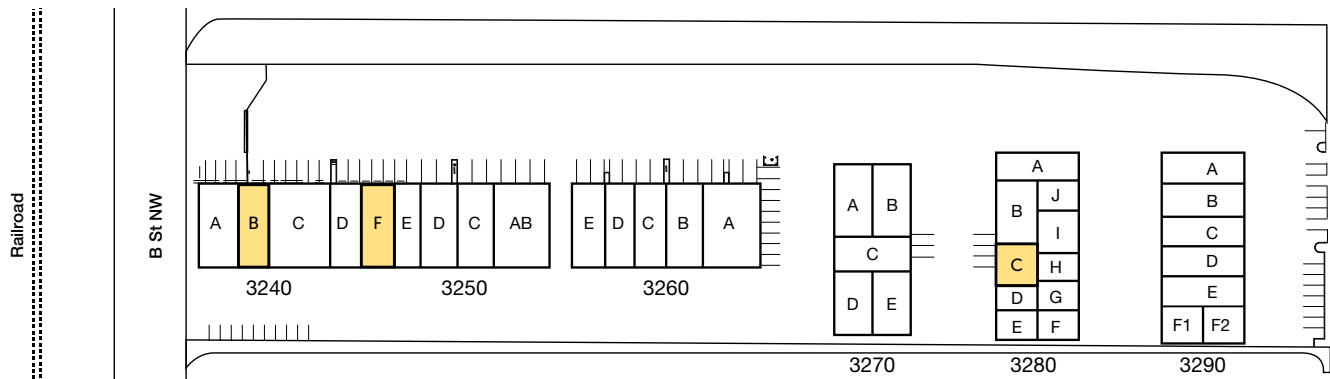 Railroad
B St NW
A B C D F E D C AB
3240 3250
E D C B A
3260
A B
C
D E
3270
A
B J
I
C H
D G
E F
3280
A
B
C
D
E
F1 F2
3290